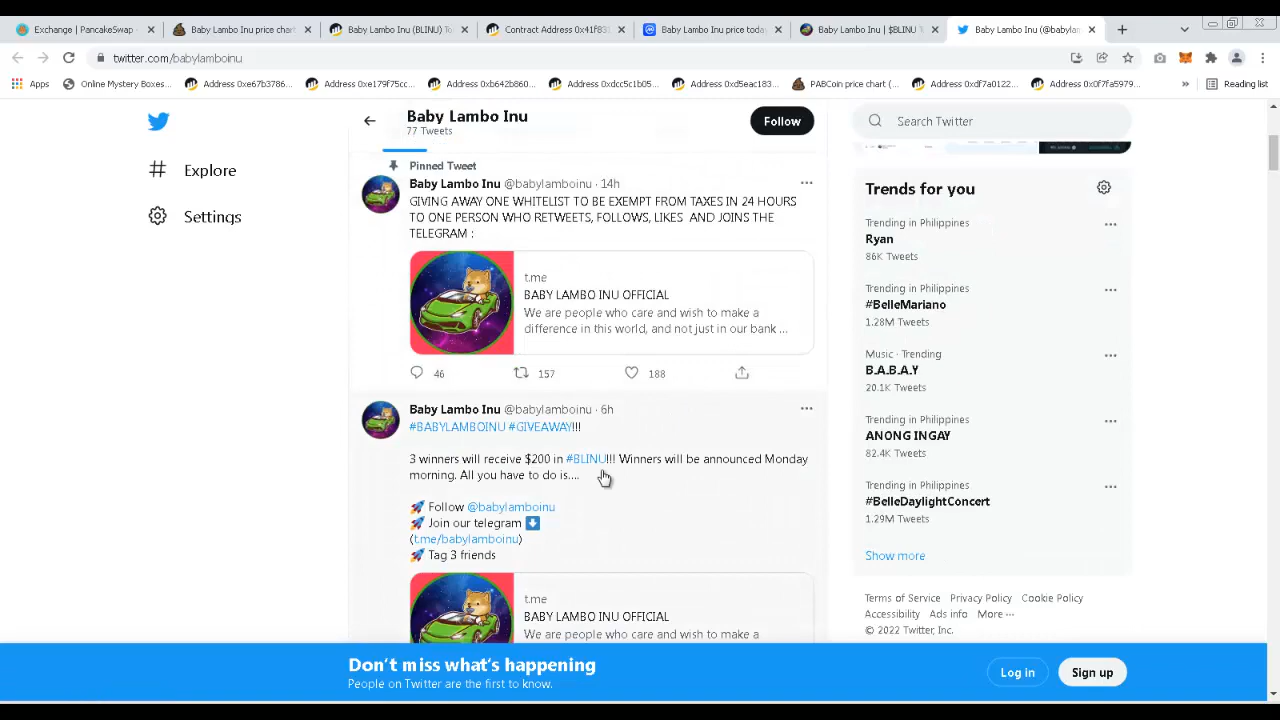 Exchange | PancakeSwap
Baby Lambo Inu price chart
Baby Lambo Inu (BLINU) To
Contract Address 0x41f831
Baby Lambo Inu price today
Baby Lambo Inu | $BLINU T
Baby Lambo Inu (@babylam
twitter.com/babylamboinu
Apps
Online Mystery Boxes...
Address 0xe67b3786...
Address 0xe179f75cc...
Address 0xb642b860...
Address 0xdcc5c1b05...
Address 0xd5eac183...
PABCoin price chart (...
Address 0xdf7a0122...
Address 0x0f7fa5979...
»
Reading list
Explore
Settings
Baby Lambo Inu
77 Tweets
Follow
Pinned Tweet
Baby Lambo Inu @babylamboinu · 14h
GIVING AWAY ONE WHITELIST TO BE EXEMPT FROM TAXES IN 24 HOURS
TO ONE PERSON WHO RETWEETS, FOLLOWS, LIKES AND JOINS THE
TELEGRAM :
t.me
BABY LAMBO INU OFFICIAL
We are people who care and wish to make a
difference in this world, and not just in our bank ...
46 157 188
Baby Lambo Inu @babylamboinu · 6h
#BABYLAMBOINU #GIVEAWAY!!!
3 winners will receive $200 in #BLINU!!! Winners will be announced Monday
morning. All you have to do is....
🚀 Follow @babylamboinu
🚀 Join our telegram ⬇
(t.me/babylamboinu)
🚀 Tag 3 friends
t.me
BABY LAMBO INU OFFICIAL
We are people who care and wish to make a
Search Twitter
Trends for you
Trending in Philippines
Ryan
86K Tweets
Trending in Philippines
#BelleMariano
1.28M Tweets
Music · Trending
B.A.B.A.Y
20.1K Tweets
Trending in Philippines
ANONG INGAY
82.4K Tweets
Trending in Philippines
#BelleDaylightConcert
1.29M Tweets
Show more
Terms of Service Privacy Policy Cookie Policy
Accessibility Ads info More ···
© 2022 Twitter, Inc.
Don't miss what's happening
People on Twitter are the first to know.
Log in
Sign up